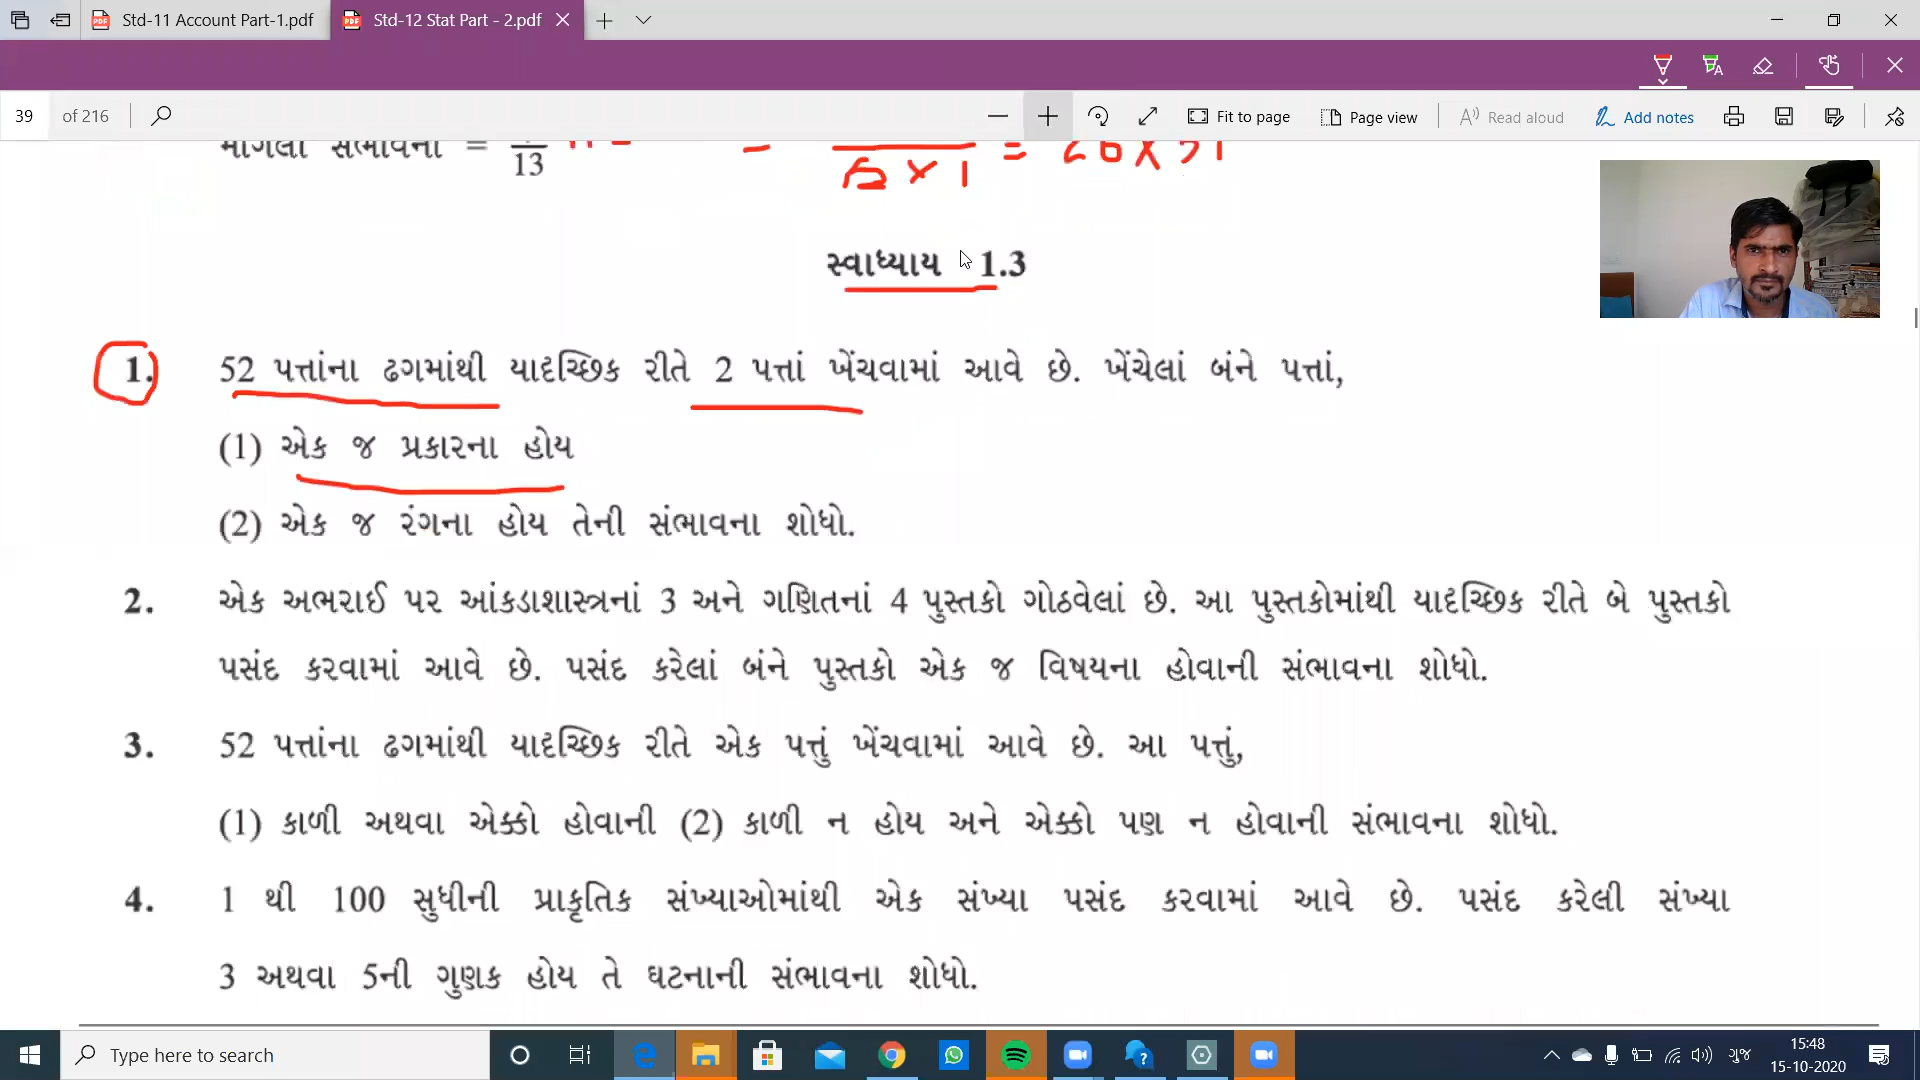 Std-11 Account Part-1.pdf
Std-12 Stat Part - 2.pdf
39 of 216
Fit to page
Page view
Read aloud
Add notes
માંગેલી સંભાવના =
13
= 26 ×
52 × 1
સ્વાધ્યાય 1.3
1. 52 પત્તાંના ઢગમાંથી યાદચ્છિક રીતે 2 પત્તાં ખેંચવામાં આવે છે. ખેંચેલાં બંને પત્તાં,
(1) એક જ પ્રકારના હોય
(2) એક જ રંગના હોય તેની સંભાવના શોધો.
2. એક અભરાઈ પર આંકડાશાસ્ત્રનાં 3 અને ગણિતનાં 4 પુસ્તકો ગોઠવેલાં છે. આ પુસ્તકોમાંથી યાદચ્છિક રીતે બે પુસ્તકો
પસંદ કરવામાં આવે છે. પસંદ કરેલાં બંને પુસ્તકો એક જ વિષયના હોવાની સંભાવના શોધો.
3. 52 પત્તાંના ઢગમાંથી યાદચ્છિક રીતે એક પત્તું ખેંચવામાં આવે છે. આ પત્તું,
(1) કાળી અથવા એક્કો હોવાની (2) કાળી ન હોય અને એક્કો પણ ન હોવાની સંભાવના શોધો.
4. 1 થી 100 સુધીની પ્રાકૃતિક સંખ્યાઓમાંથી એક સંખ્યા પસંદ કરવામાં આવે છે. પસંદ કરેલી સંખ્યા
3 અથવા 5ની ગુણક હોય તે ઘટનાની સંભાવના શોધો.
Type here to search
ગુજ
15:48
15-10-2020